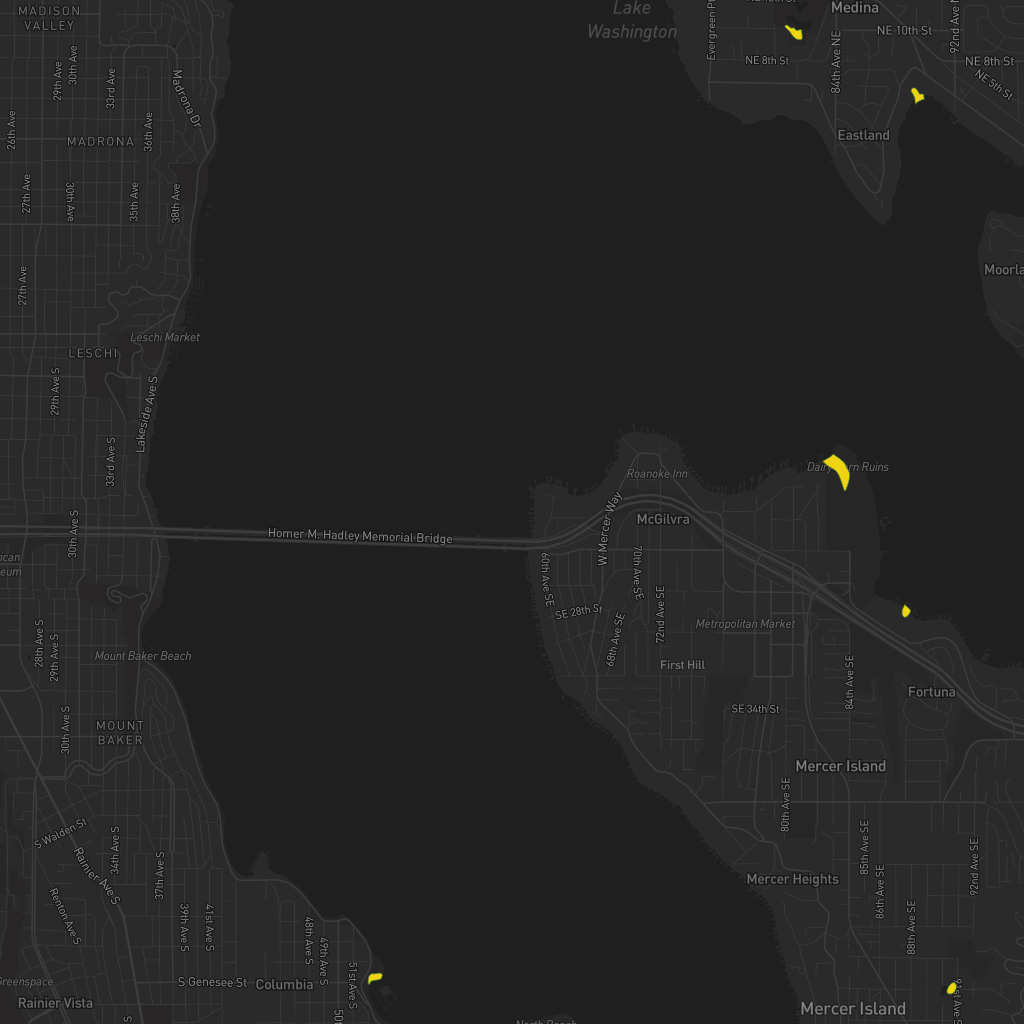 MADISON
VALLEY
Lake
Washington
Medina
NE 10th St
NE 8th St
NE 8th St
NE 5th St
Evergreen Pt
84th Ave NE
92nd Ave N
Eastland
Moorla
26th Ave
29th Ave
30th Ave
33rd Ave
Madrona Dr
36th Ave
MADRONA
27th Ave
30th Ave
35th Ave
38th Ave
27th Ave
Leschi Market
LESCHI
29th Ave S
Lakeside Ave S
33rd Ave S
30th Ave S
Homer M. Hadley Memorial Bridge
Roanoke Inn
McGilvra
W Mercer Way
60th Ave SE
70th Ave SE
72nd Ave SE
SE 28th St
68th Ave SE
Metropolitan Market
First Hill
SE 34th St
84th Ave SE
Fortuna
Mercer Island
80th Ave SE
85th Ave SE
86th Ave SE
88th Ave SE
92nd Ave SE
Mercer Heights
91st Ave S
Mercer Island
28th Ave S
29th Ave S
Mount Baker Beach
30th Ave S
MOUNT
BAKER
S Walden St
Rainier Ave S
34th Ave S
37th Ave S
Renton Ave S
39th Ave S
41st Ave S
48th Ave S
49th Ave S
51st Ave S
S Genesee St
Columbia
Greenspace
Rainier Vista